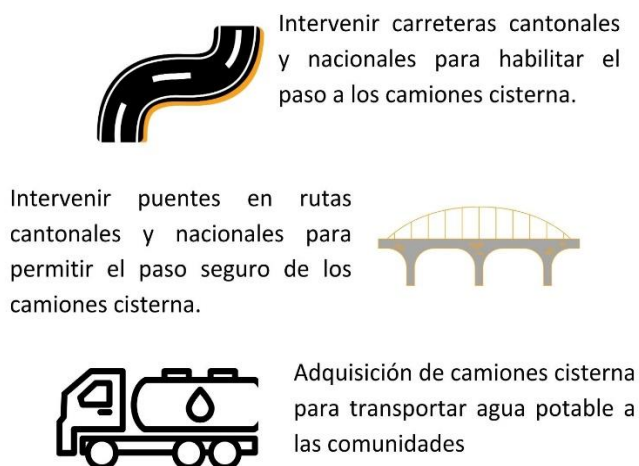 Intervenir carreteras cantonales
y nacionales para habilitar el
paso a los camiones cisterna.
Intervenir puentes en rutas
cantonales y nacionales para
permitir el paso seguro de los
camiones cisterna.
Adquisición de camiones cisterna
para transportar agua potable a
las comunidades